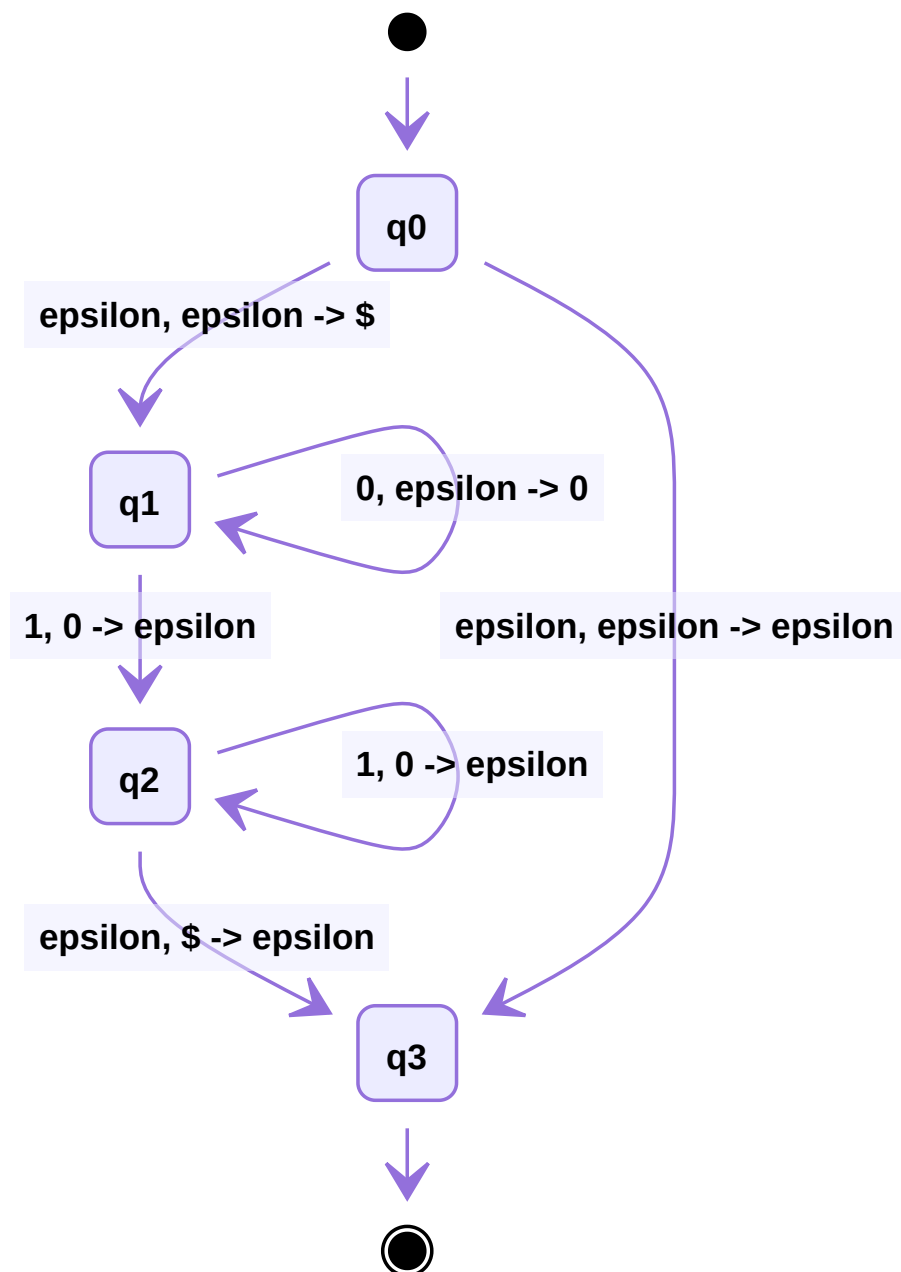 q0
epsilon, epsilon -> $
q1
0, epsilon -> 0
1, 0 -> epsilon
epsilon, epsilon -> epsilon
q2
1, 0 -> epsilon
epsilon, $ -> epsilon
q3